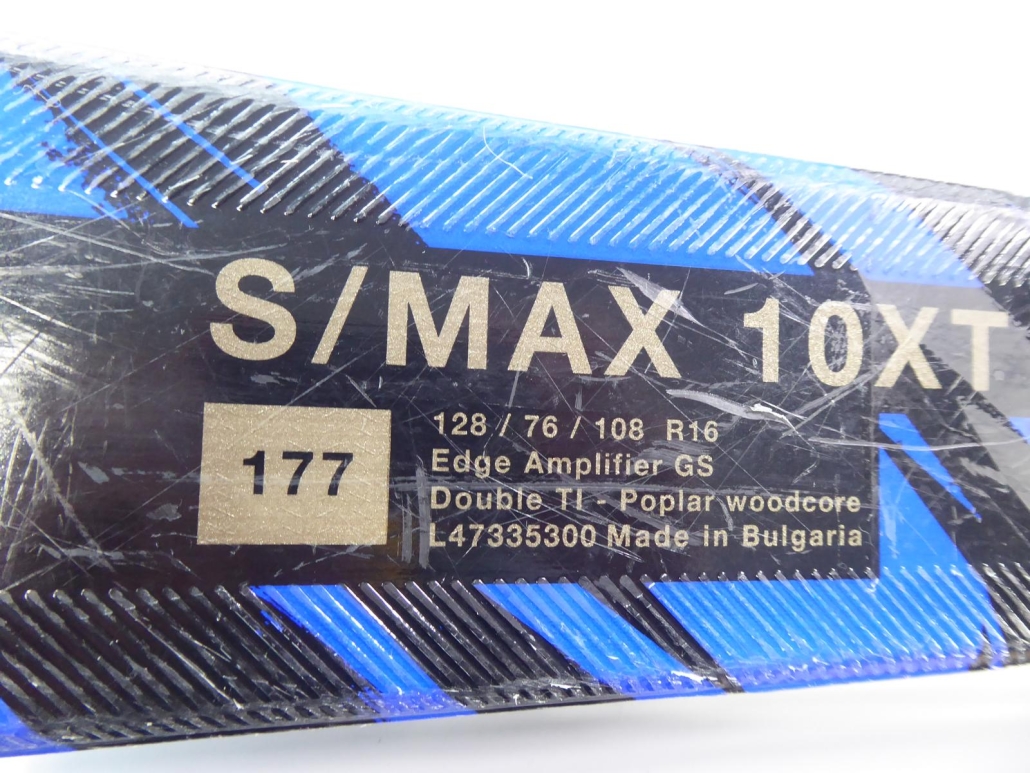 S/MAX 10XT
177
128 / 76 / 108 R16
Edge Amplifier GS
Double TI - Poplar woodcore
L47335300 Made in Bulgaria